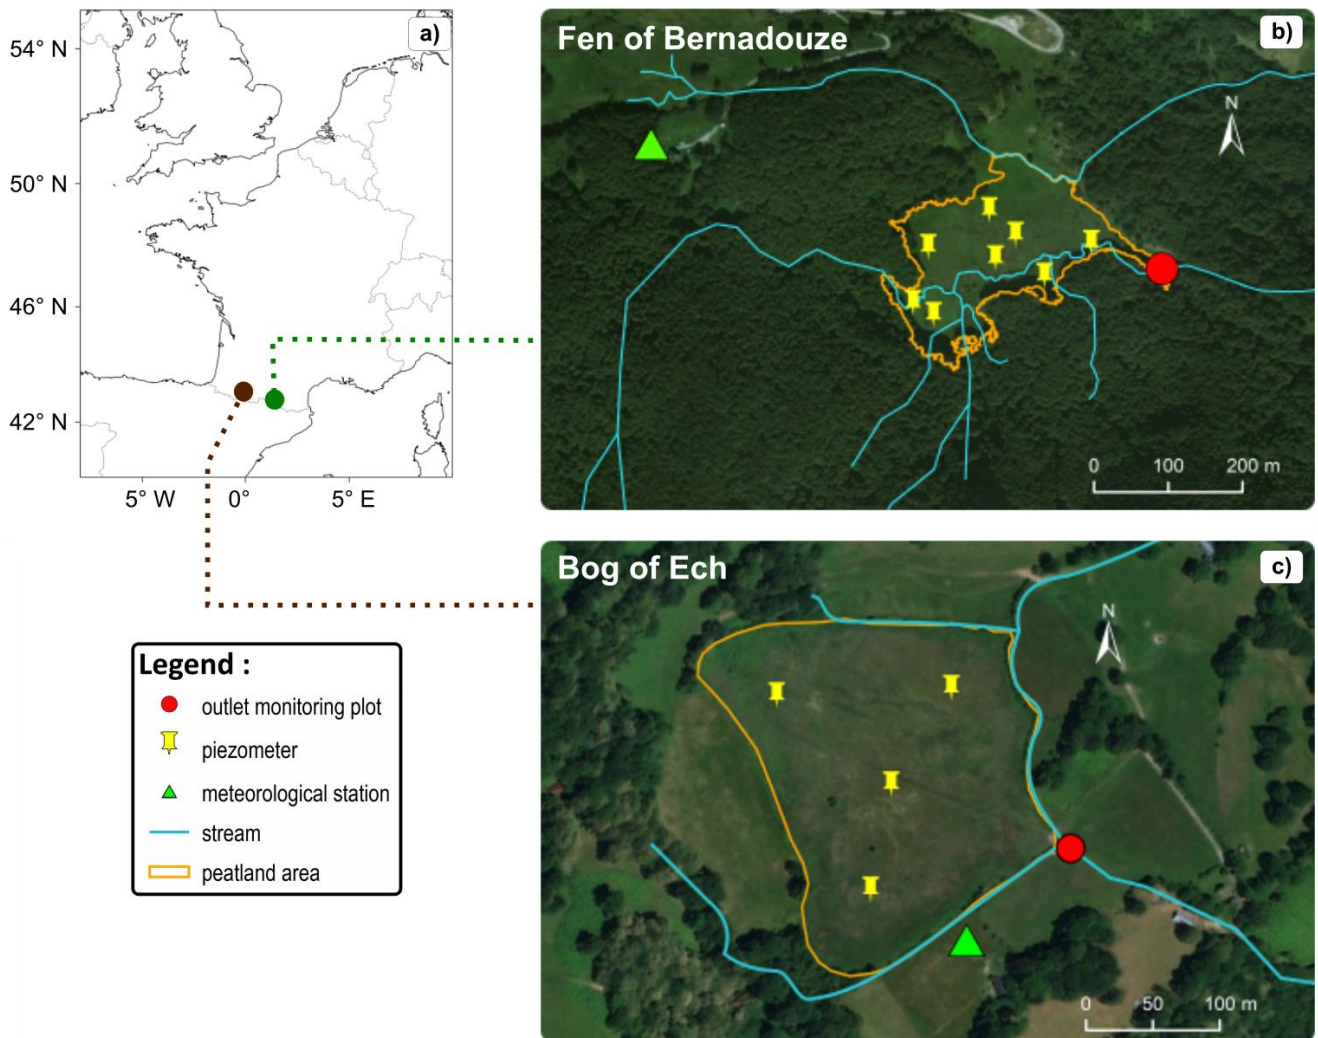 a)
54° N
50° N
46° N
42° N
5° W
0°
5° E
Fen of Bernadouze
b)
N
0
100
200 m
Bog of Ech
c)
N
0
50
100 m
Legend :
outlet monitoring plot
piezometer
meteorological station
stream
peatland area